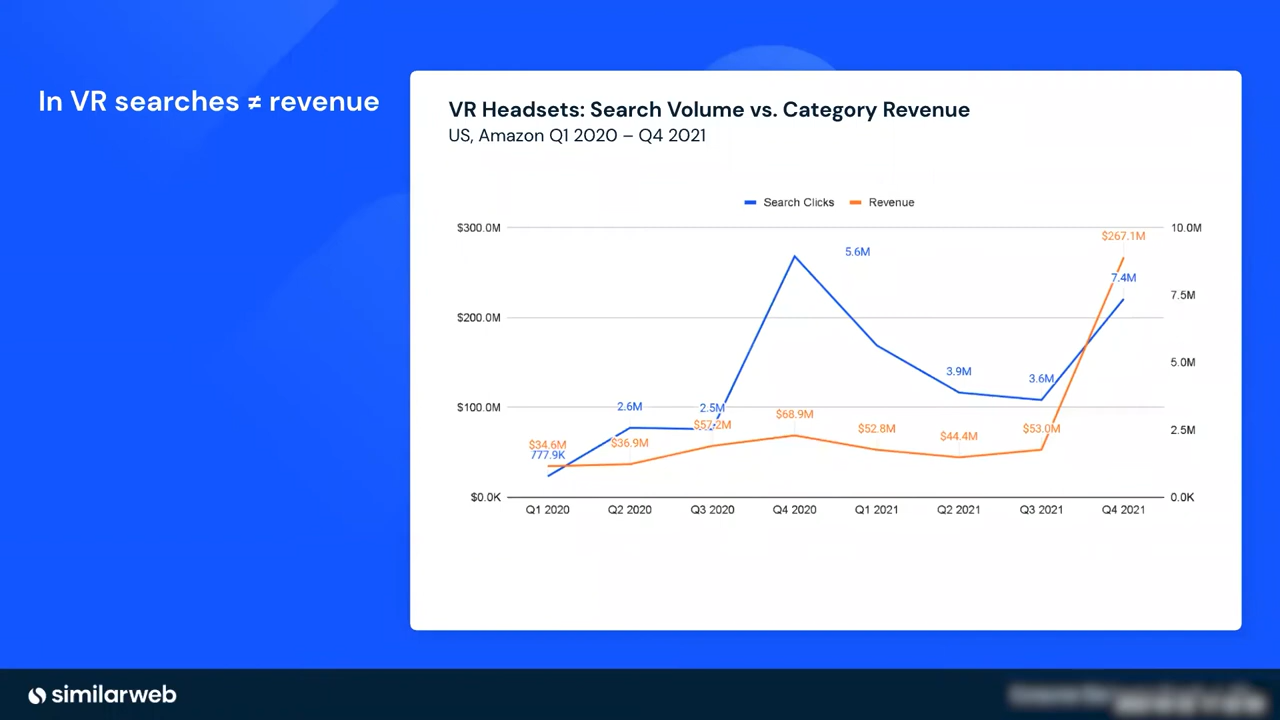 In VR searches ≠ revenue
VR Headsets: Search Volume vs. Category Revenue
US, Amazon Q1 2020 – Q4 2021
Search Clicks Revenue
$300.0M
$200.0M
$100.0M
$0.0K
10.0M
7.5M
5.0M
2.5M
0.0K
$34.6M
777.9K
2.6M
$36.9M
2.5M
$57.2M
$68.9M
5.6M
$52.8M
3.9M
$44.4M
3.6M
$53.0M
$267.1M
7.4M
Q1 2020 Q2 2020 Q3 2020 Q4 2020 Q1 2021 Q2 2021 Q3 2021 Q4 2021
similarweb